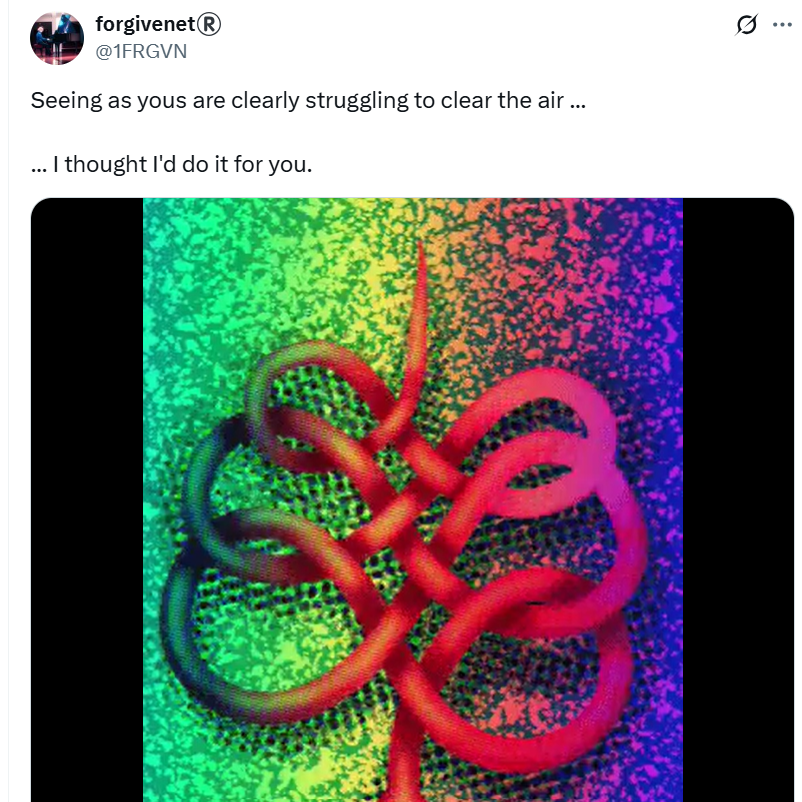 forgivenet®
@1FRGVN
Seeing as yous are clearly struggling to clear the air ...
... I thought I'd do it for you.